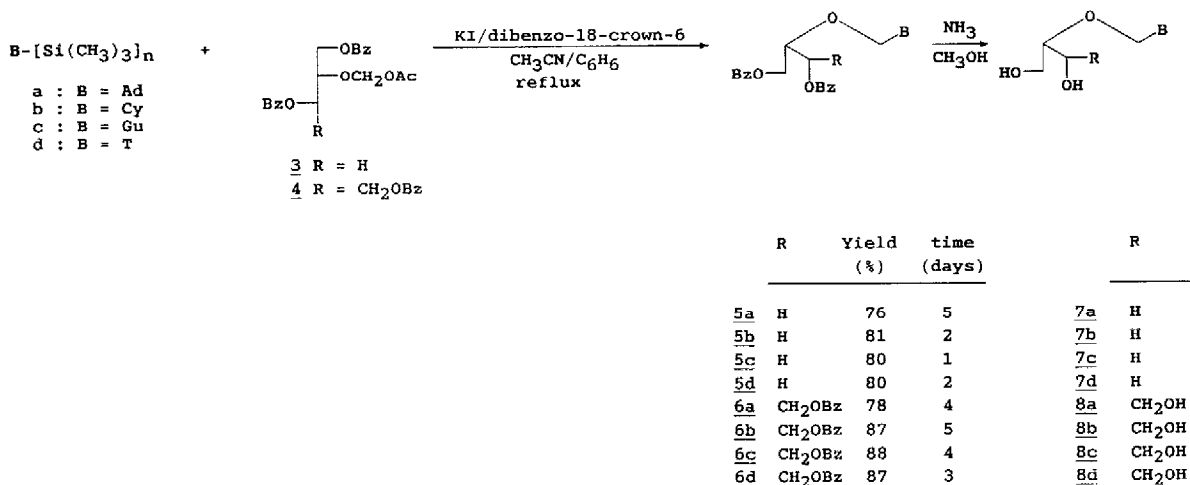 B-[Si(CH3)3]n + OBz OCH2OAc BzO R KI/dibenzo-18-crown-6 CH3CN/C6H6 reflux O B BzO R OBz NH3 CH3OH O B HO R OH
a : B = Ad
b : B = Cy
c : B = Gu
d : B = T
3 R = H
4 R = CH2OBz
R Yield (%) time (days) R
5a H 76 5 7a H
5b H 81 2 7b H
5c H 80 1 7c H
5d H 80 2 7d H
6a CH2OBz 78 4 8a CH2OH
6b CH2OBz 87 5 8b CH2OH
6c CH2OBz 88 4 8c CH2OH
6d CH2OBz 87 3 8d CH2OH